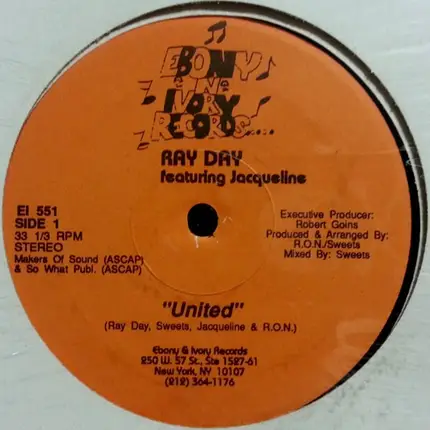 EBONY
"N"
IVORY
RECORDS....
RAY DAY
featuring Jacqueline
EI 551
SIDE 1
33 1/3 RPM
STEREO
Makers Of Sound (ASCAP)
& So What Publ. (ASCAP)
Executive Producer:
Robert Goins
Produced & Arranged By:
R.O.N./Sweets
Mixed By: Sweets
"United"
(Ray Day, Sweets, Jacqueline & R.O.N.)
Ebony & Ivory Records
250 W. 57 St., Ste 1527-61
New York, NY 10107
(212) 364-1176